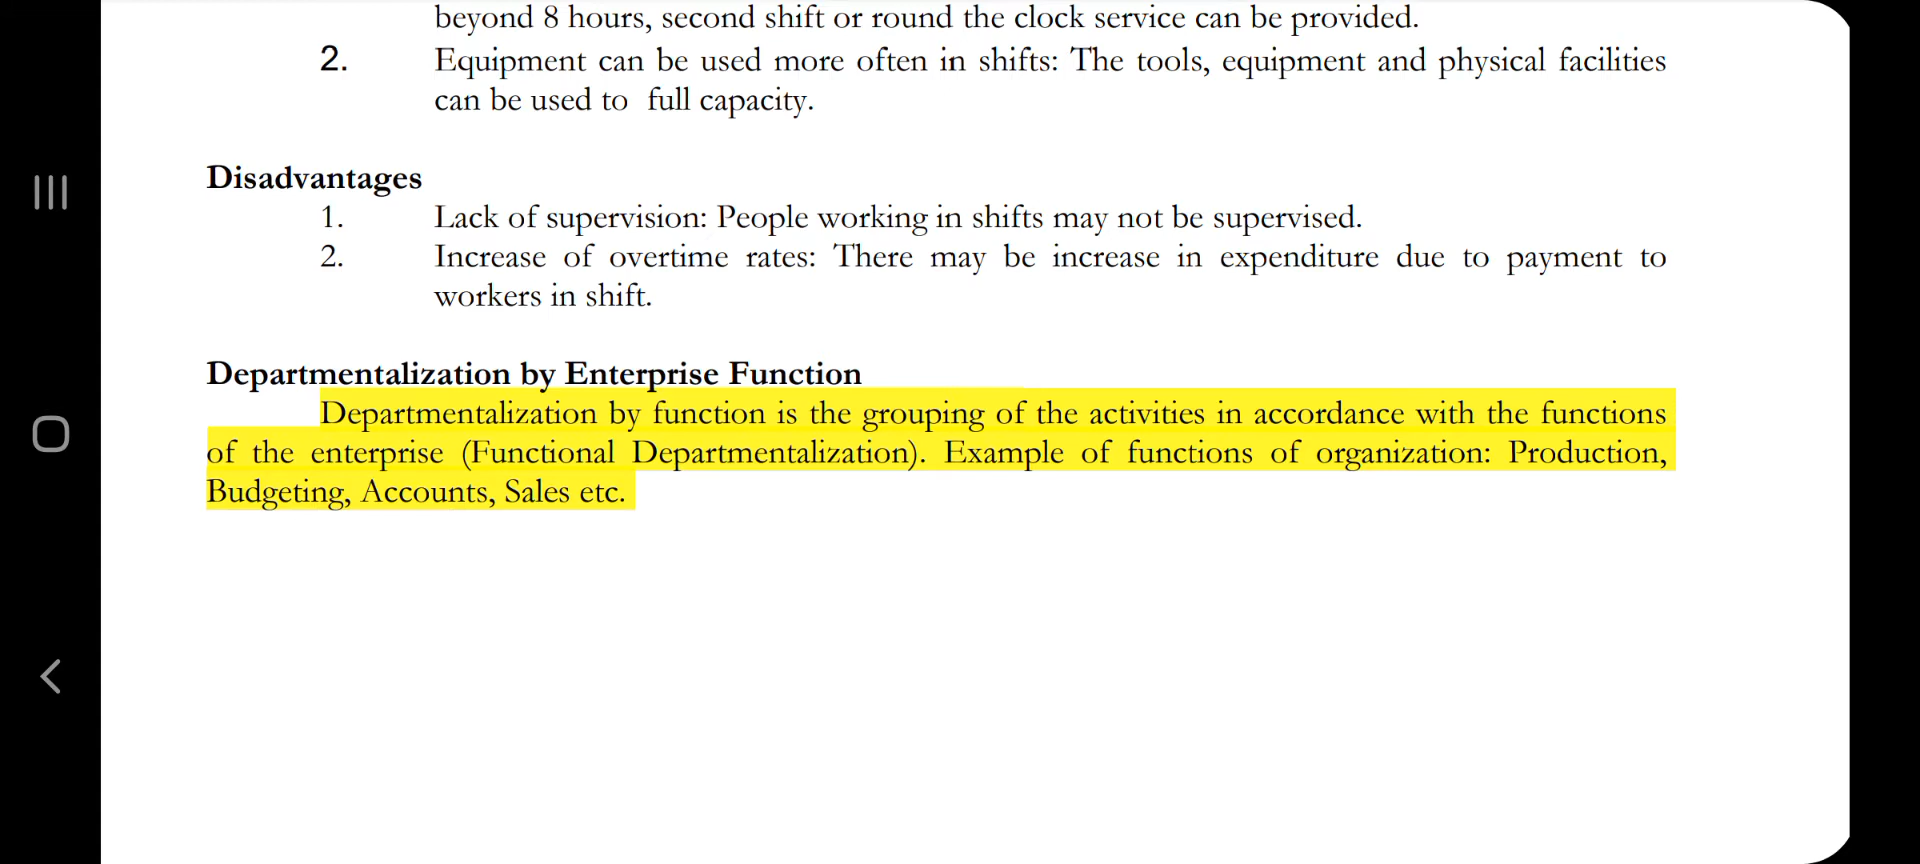 beyond 8 hours, second shift or round the clock service can be provided.
2. Equipment can be used more often in shifts: The tools, equipment and physical facilities
can be used to full capacity.
Disadvantages
1. Lack of supervision: People working in shifts may not be supervised.
2. Increase of overtime rates: There may be increase in expenditure due to payment to
workers in shift.
Departmentalization by Enterprise Function
Departmentalization by function is the grouping of the activities in accordance with the functions
of the enterprise (Functional Departmentalization). Example of functions of organization: Production,
Budgeting, Accounts, Sales etc.